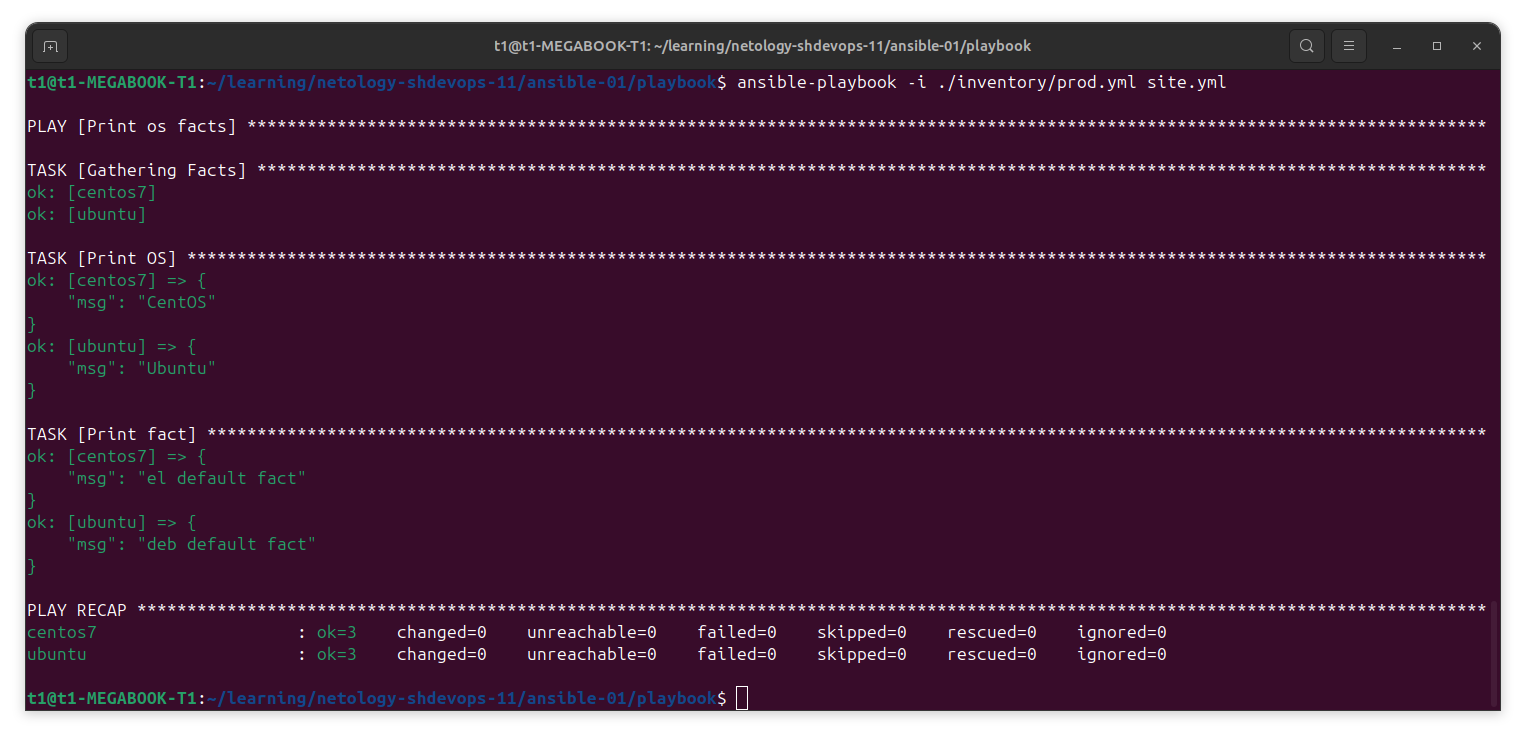 t1@t1-MEGABOOK-T1: ~/learning/netology-shdevops-11/ansible-01/playbook
t1@t1-MEGABOOK-T1:~/learning/netology-shdevops-11/ansible-01/playbook$ ansible-playbook -i ./inventory/prod.yml site.yml
PLAY [Print os facts] ****************************************************************************************************************************
TASK [Gathering Facts] ***************************************************************************************************************************
ok: [centos7]
ok: [ubuntu]
TASK [Print OS] **********************************************************************************************************************************
ok: [centos7] => {
    "msg": "CentOS"
}
ok: [ubuntu] => {
    "msg": "Ubuntu"
}
TASK [Print fact] ********************************************************************************************************************************
ok: [centos7] => {
    "msg": "el default fact"
}
ok: [ubuntu] => {
    "msg": "deb default fact"
}
PLAY RECAP ***************************************************************************************************************************************
centos7                    : ok=3    changed=0    unreachable=0    failed=0    skipped=0    rescued=0    ignored=0
ubuntu                     : ok=3    changed=0    unreachable=0    failed=0    skipped=0    rescued=0    ignored=0
t1@t1-MEGABOOK-T1:~/learning/netology-shdevops-11/ansible-01/playbook$